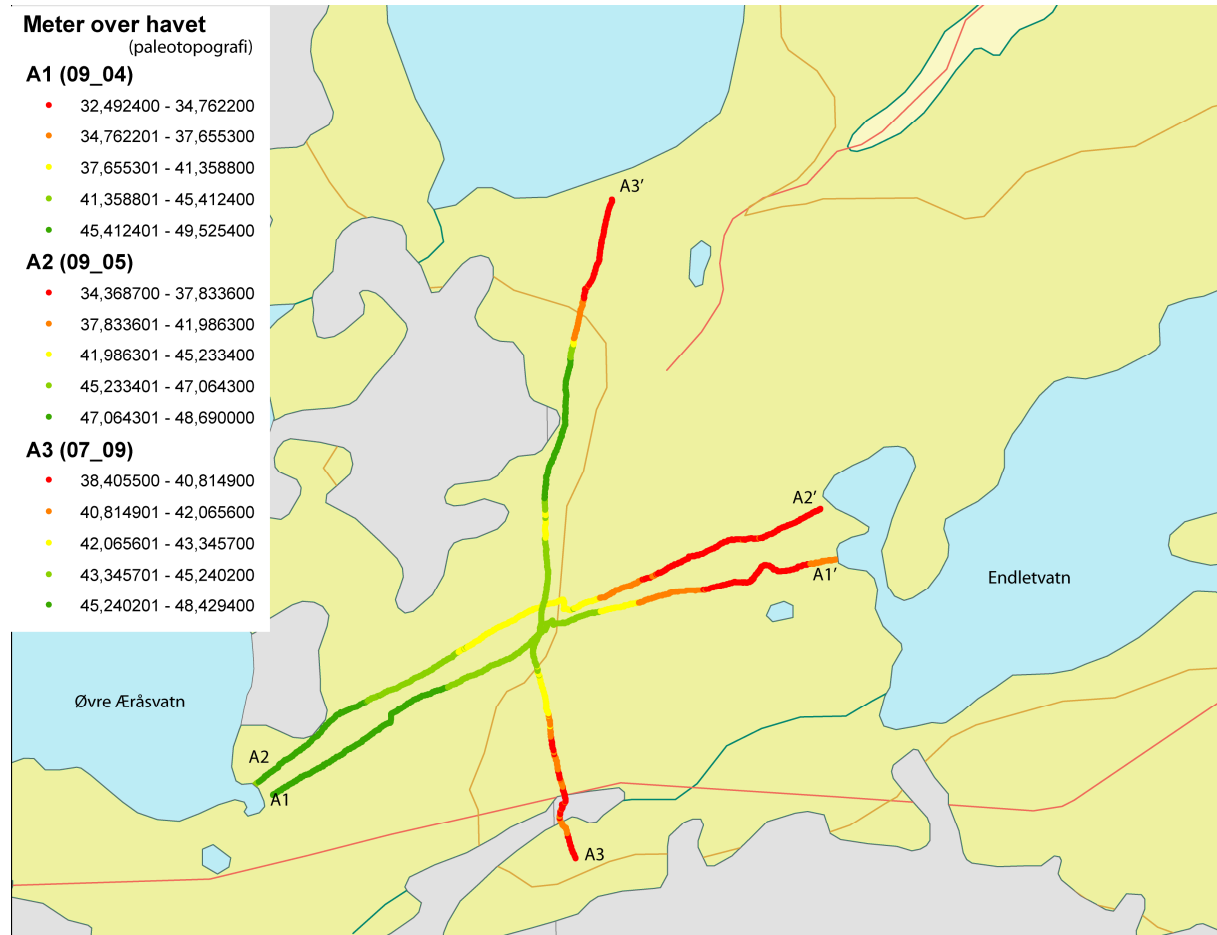 Meter over havet
(paleotopografi)
A1 (09_04)
32,492400 - 34,762200
34,762201 - 37,655300
37,655301 - 41,358800
41,358801 - 45,412400
45,412401 - 49,525400
A2 (09_05)
34,368700 - 37,833600
37,833601 - 41,986300
41,986301 - 45,233400
45,233401 - 47,064300
47,064301 - 48,690000
A3 (07_09)
38,405500 - 40,814900
40,814901 - 42,065600
42,065601 - 43,345700
43,345701 - 45,240200
45,240201 - 48,429400
A3’
A2’
A1’
Endletvatn
Øvre Æråsvatn
A2
A1
A3